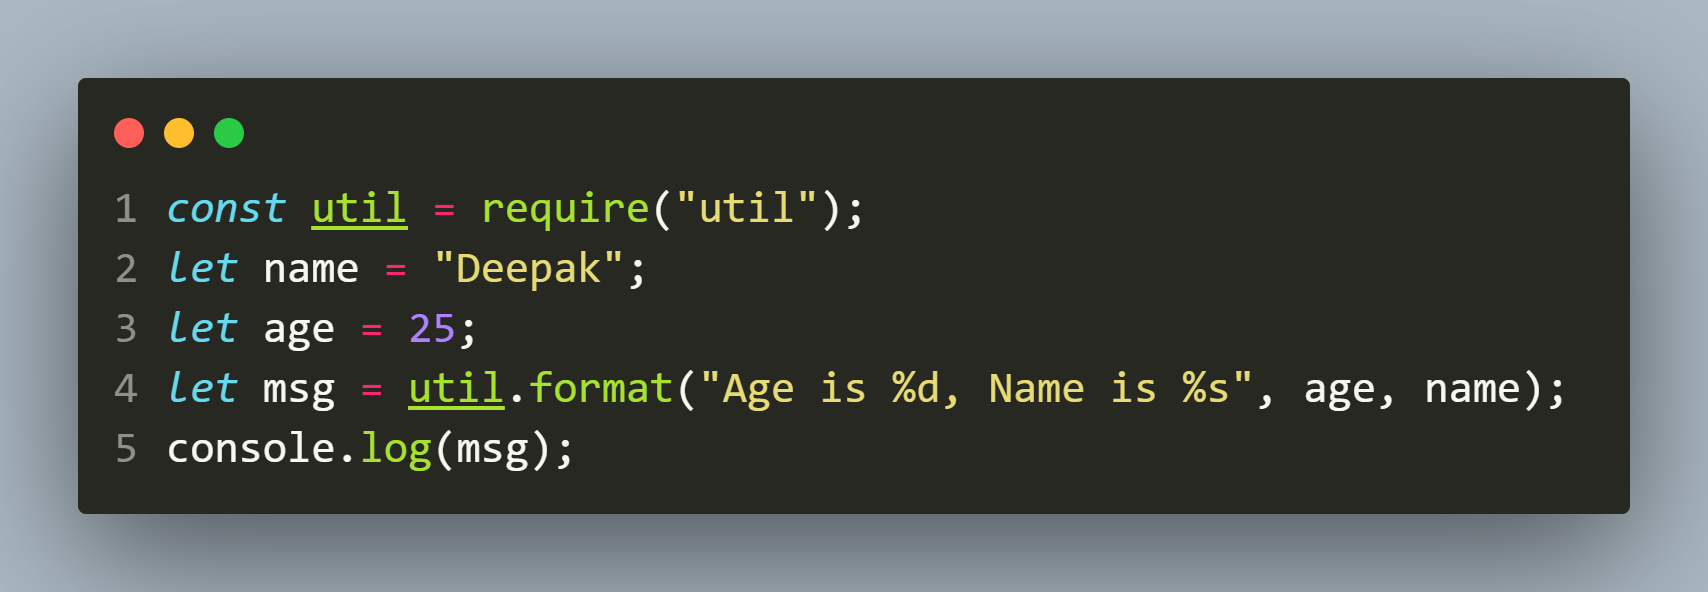 1 const util = require("util");
2 let name = "Deepak";
3 let age = 25;
4 let msg = util.format("Age is %d, Name is %s", age, name);
5 console.log(msg);